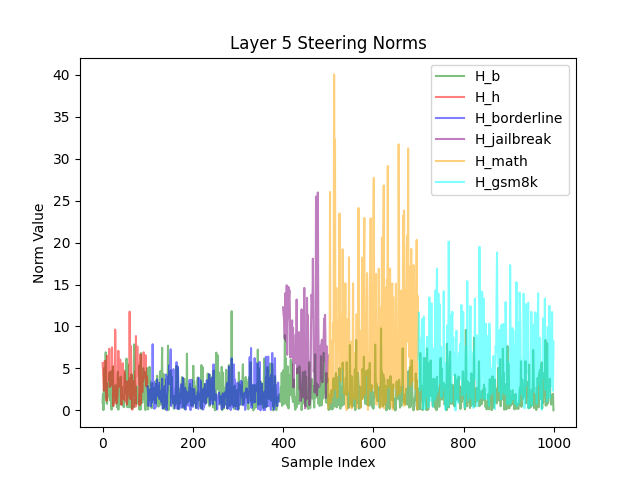 Layer 5 Steering Norms
Norm Value
40
35
30
25
20
15
10
5
0
H_b
H_h
H_borderline
H_jailbreak
H_math
H_gsm8k
0
200
400
600
800
1000
Sample Index